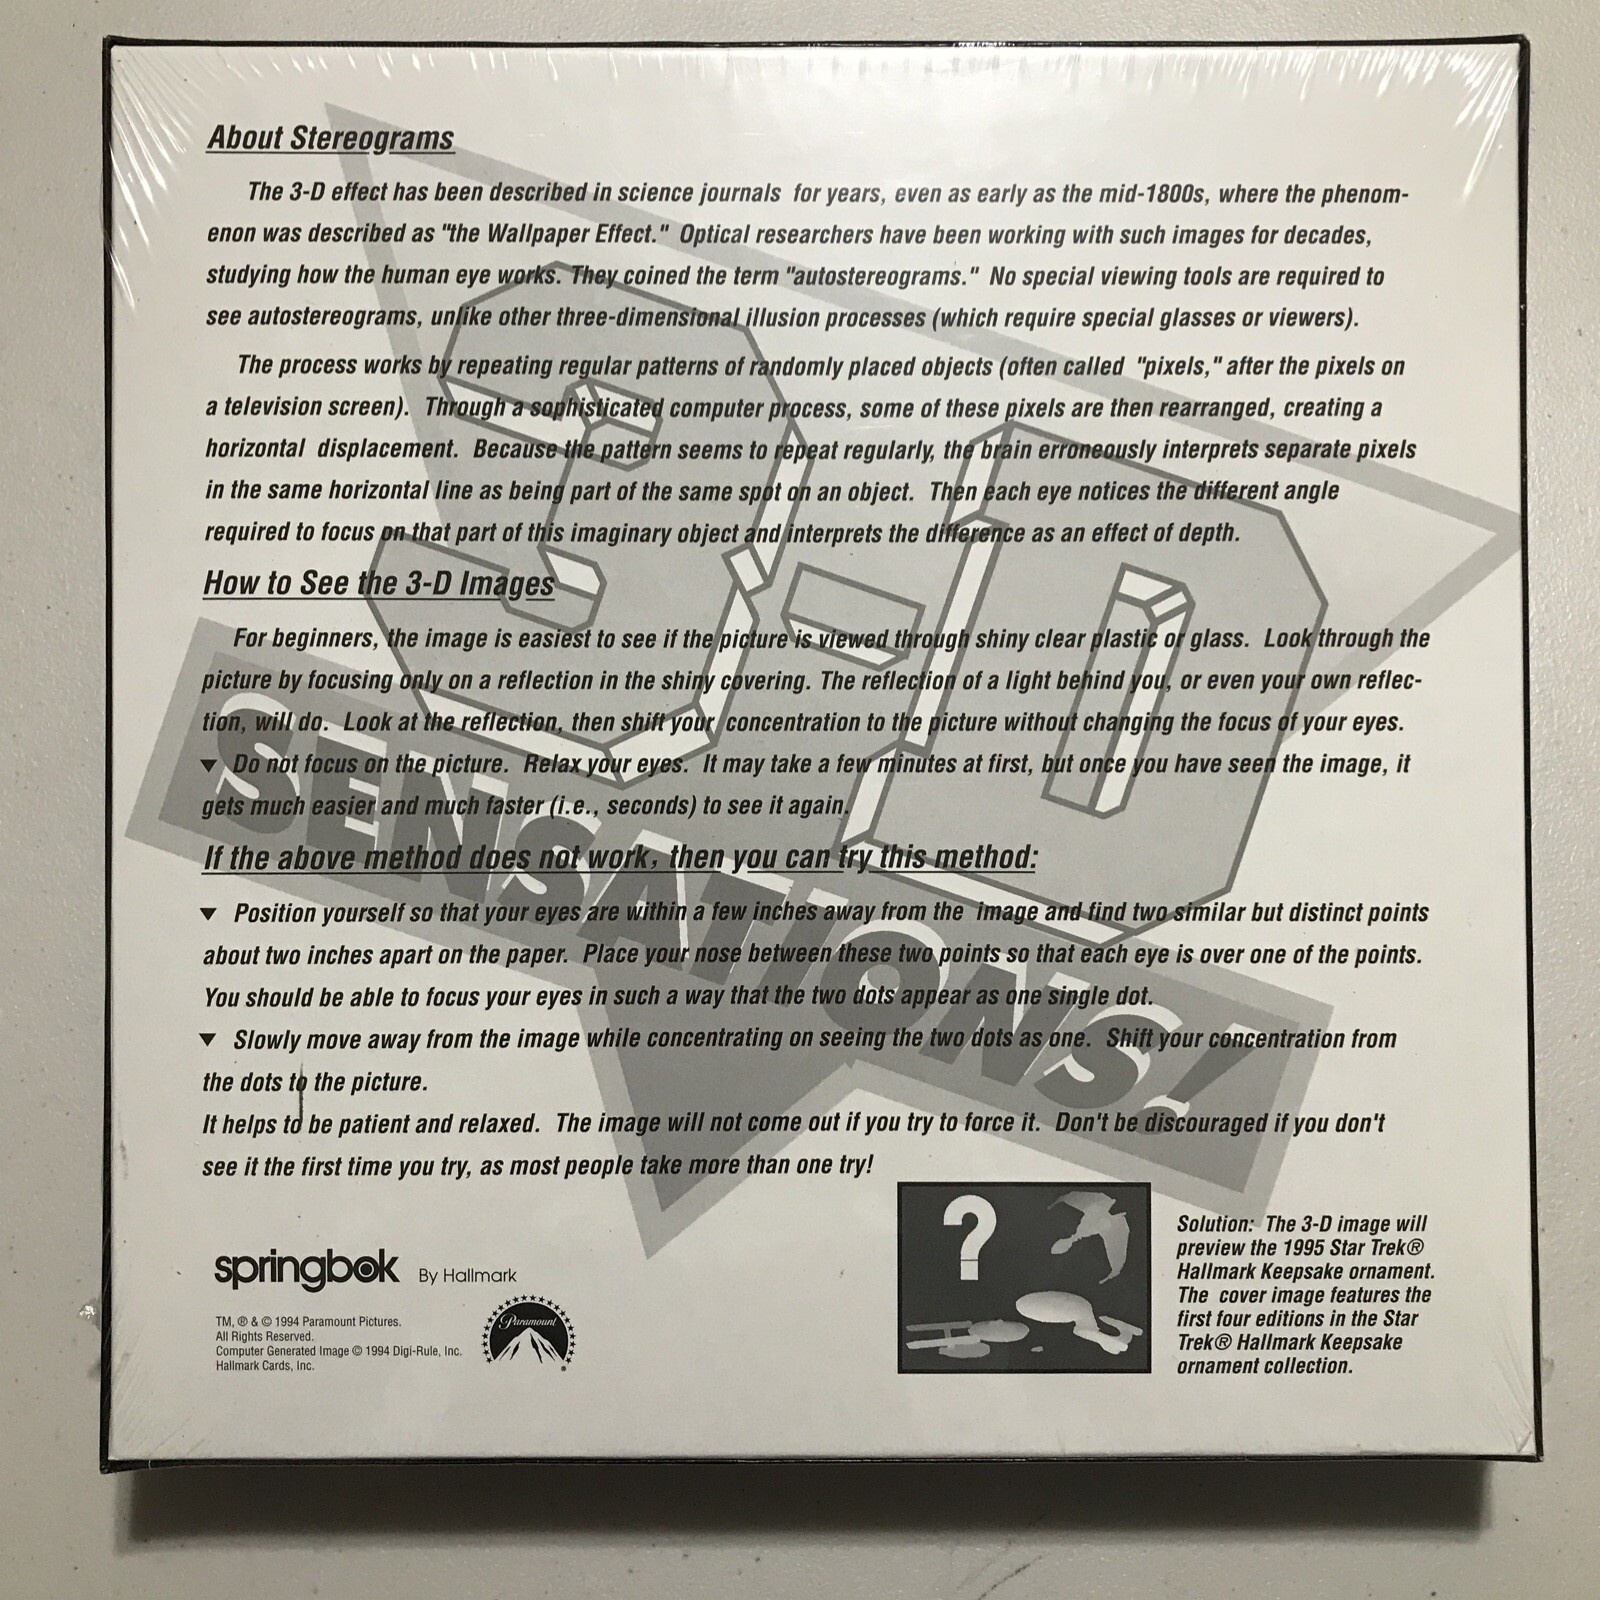 About Stereograms
The 3-D effect has been described in science journals for years, even as early as the mid-1800s, where the phenom-
enon was described as "the Wallpaper Effect." Optical researchers have been working with such images for decades,
studying how the human eye works. They coined the term "autostereograms." No special viewing tools are required to
see autostereograms, unlike other three-dimensional illusion processes (which require special glasses or viewers).
The process works by repeating regular patterns of randomly placed objects (often called "pixels," after the pixels on
a television screen). Through a sophisticated computer process, some of these pixels are then rearranged, creating a
horizontal displacement. Because the pattern seems to repeat regularly, the brain erroneously interprets separate pixels
in the same horizontal line as being part of the same spot on an object. Then each eye notices the different angle
required to focus on that part of this imaginary object and interprets the difference as an effect of depth.
How to See the 3-D Images
For beginners, the image is easiest to see if the picture is viewed through shiny clear plastic or glass. Look through the
picture by focusing only on a reflection in the shiny covering. The reflection of a light behind you, or even your own reflec-
tion, will do. Look at the reflection, then shift your concentration to the picture without changing the focus of your eyes.
▼ Do not focus on the picture. Relax your eyes. It may take a few minutes at first, but once you have seen the image, it
gets much easier and much faster (i.e., seconds) to see it again.
If the above method does not work, then you can try this method:
▼ Position yourself so that your eyes are within a few inches away from the image and find two similar but distinct points
about two inches apart on the paper. Place your nose between these two points so that each eye is over one of the points.
You should be able to focus your eyes in such a way that the two dots appear as one single dot.
▼ Slowly move away from the image while concentrating on seeing the two dots as one. Shift your concentration from
the dots to the picture.
It helps to be patient and relaxed. The image will not come out if you try to force it. Don't be discouraged if you don't
see it the first time you try, as most people take more than one try!
3-D
SENSATIONS!
springbok By Hallmark
TM, ® & © 1994 Paramount Pictures.
All Rights Reserved.
Computer Generated Image © 1994 Digi-Rule, Inc.
Hallmark Cards, Inc.
Paramount
®
?
Solution: The 3-D image will
preview the 1995 Star Trek®
Hallmark Keepsake ornament.
The cover image features the
first four editions in the Star
Trek® Hallmark Keepsake
ornament collection.